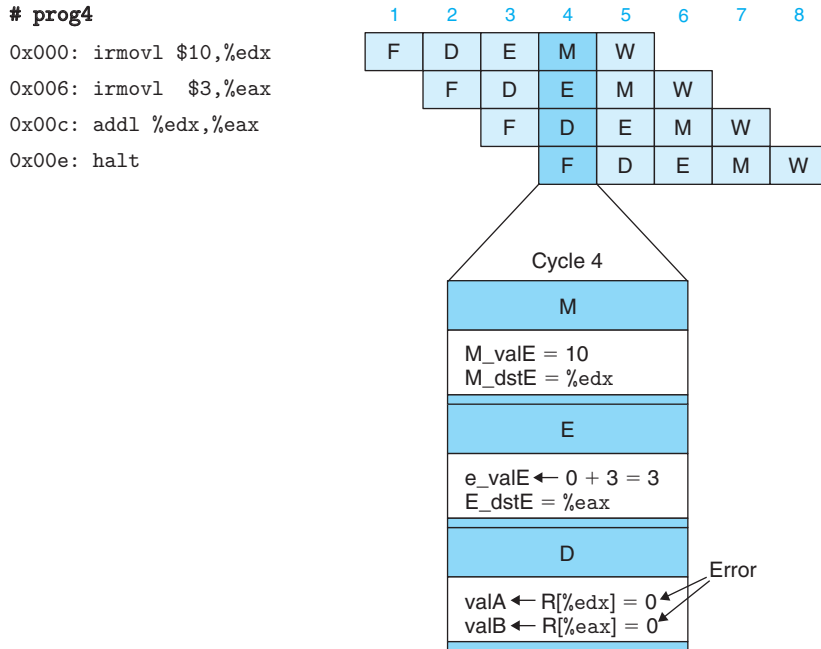 # prog4
1 2 3 4 5 6 7 8
0x000: irmovl $10,%edx F D E M W
0x006: irmovl $3,%eax F D E M W
0x00c: addl %edx,%eax F D E M W
0x00e: halt F D E M W
Cycle 4
M
M_valE = 10
M_dstE = %edx
E
e_valE ← 0 + 3 = 3
E_dstE = %eax
D
Error
valA ← R[%edx] = 0
valB ← R[%eax] = 0